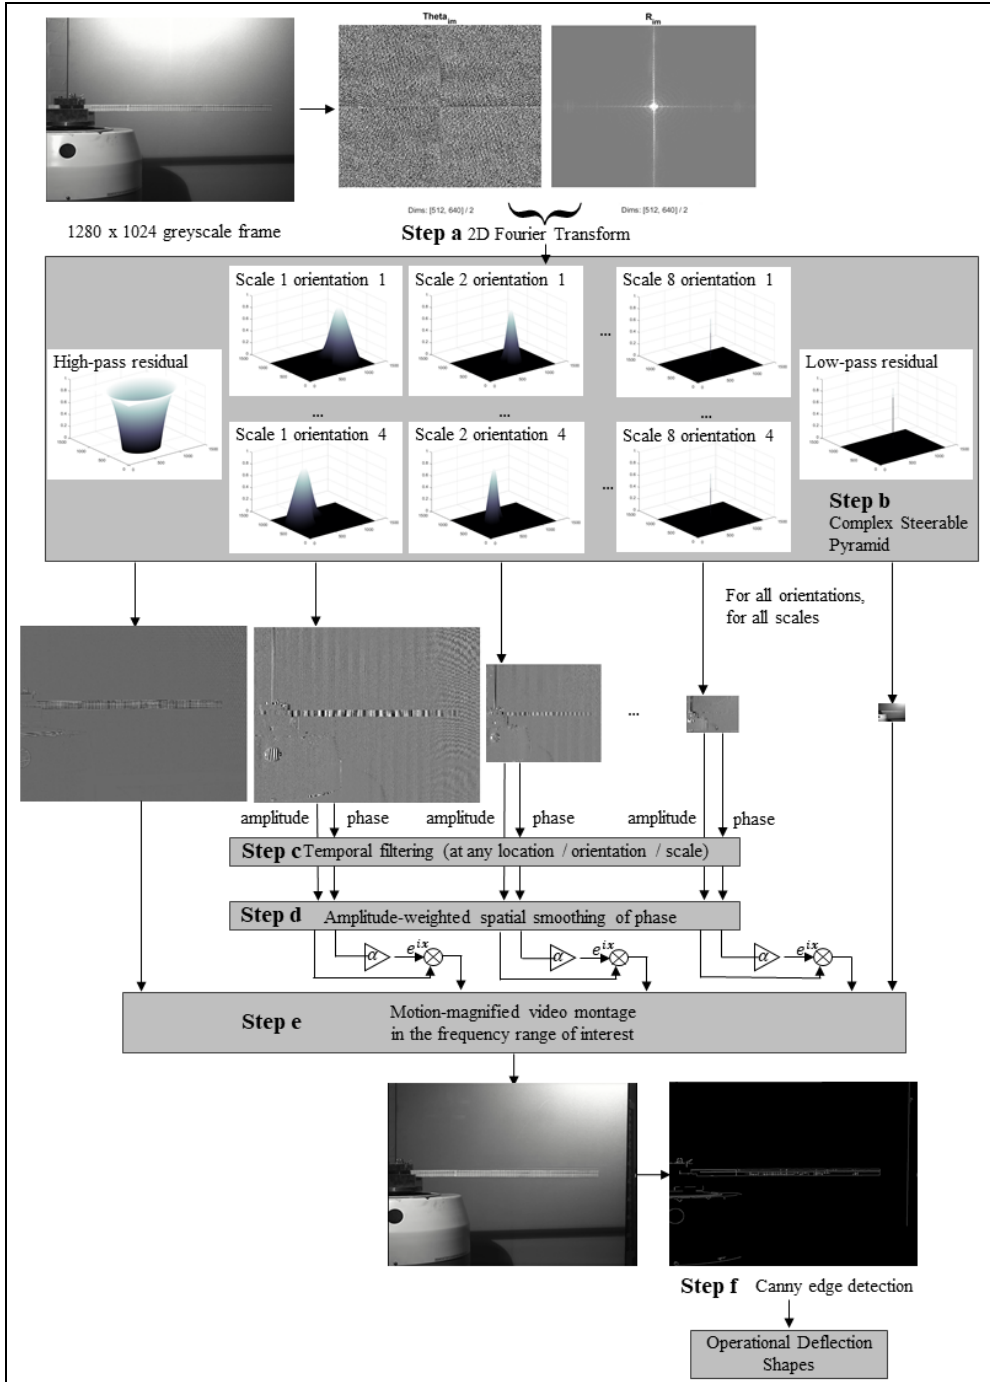 Theta_im
R_im
Dims: [512, 640] / 2
Dims: [512, 640] / 2
1280 x 1024 greyscale frame
Step a 2D Fourier Transform
Scale 1 orientation 1
Scale 2 orientation 1
...
Scale 8 orientation 1
High-pass residual
Low-pass residual
...
...
Scale 1 orientation 4
Scale 2 orientation 4
...
Scale 8 orientation 4
Step b
Complex Steerable
Pyramid
For all orientations,
for all scales
...
amplitude
phase
amplitude
phase
amplitude
phase
Step c Temporal filtering (at any location / orientation / scale)
Step d Amplitude-weighted spatial smoothing of phase
α e^{ix}
α e^{ix}
α e^{ix}
Step e
Motion-magnified video montage
in the frequency range of interest
Step f Canny edge detection
Operational Deflection
Shapes